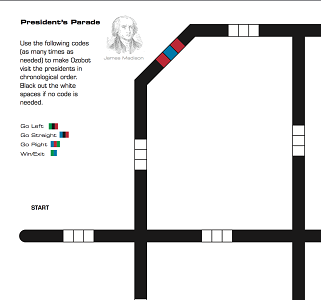 President's Parade
James Madison
Use the following codes
(as many times as
needed) to make Ozobot
visit the presidents in
chronological order.
Black out the white
spaces if no code is
needed.
Go Left
Go Straight
Go Right
Win/Exit
START